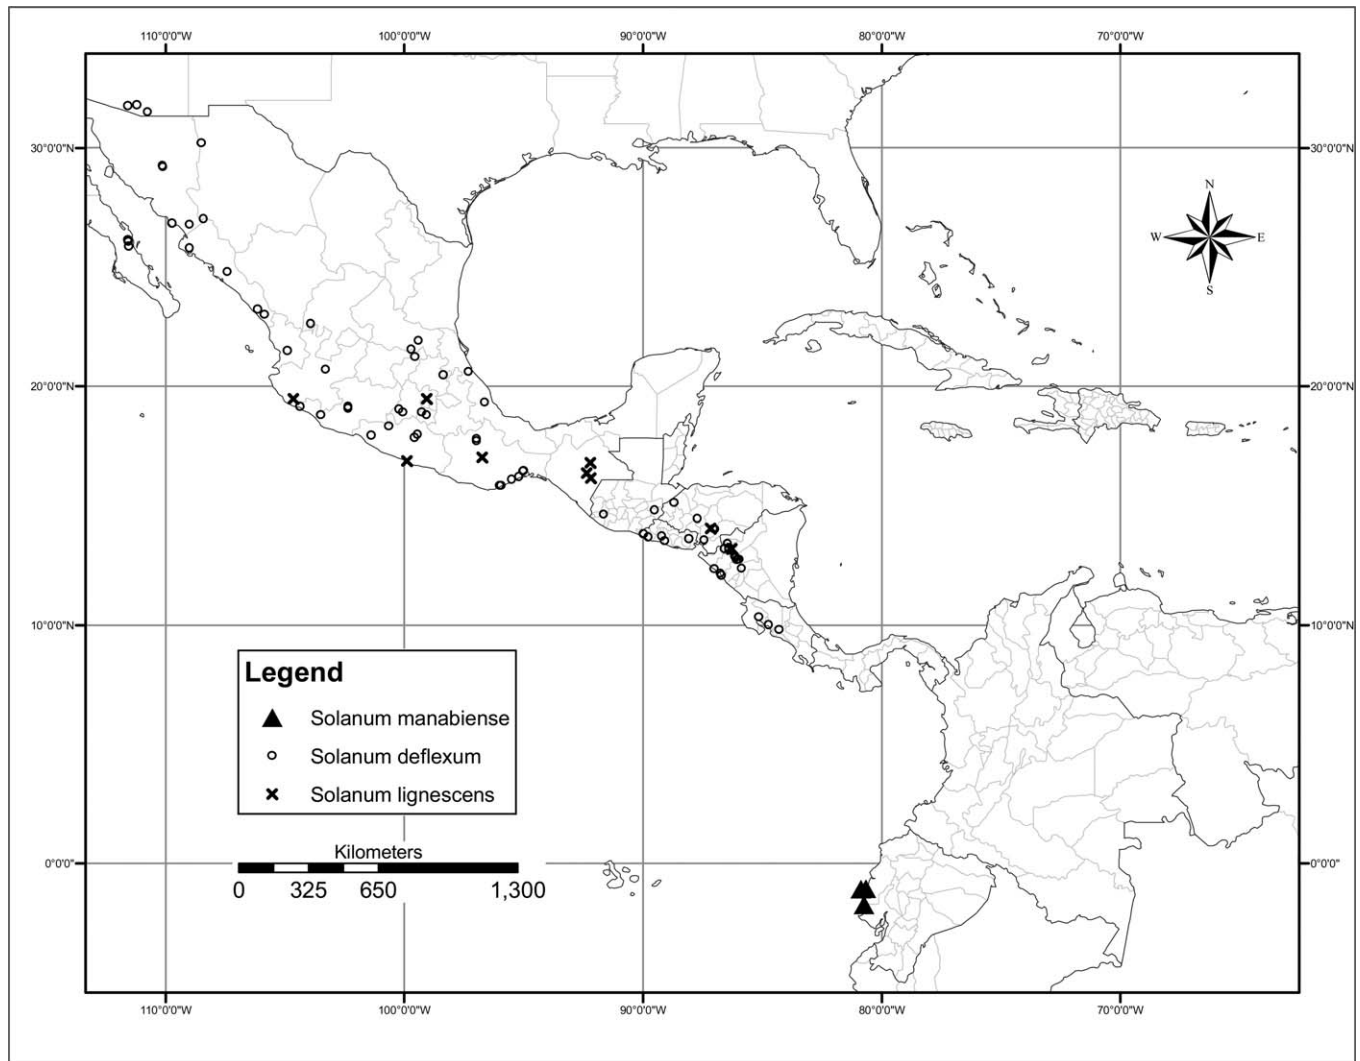 110°0'0"W 100°0'0"W 90°0'0"W 80°0'0"W 70°0'0"W
30°0'0"N 30°0'0"N
N
W E
S
20°0'0"N 20°0'0"N
10°0'0"N 10°0'0"N
Legend
Solanum manabiense
Solanum deflexum
Solanum lignescens
Kilometers
0 325 650 1,300
0°0'0" 0°0'0"
110°0'0"W 100°0'0"W 90°0'0"W 80°0'0"W 70°0'0"W